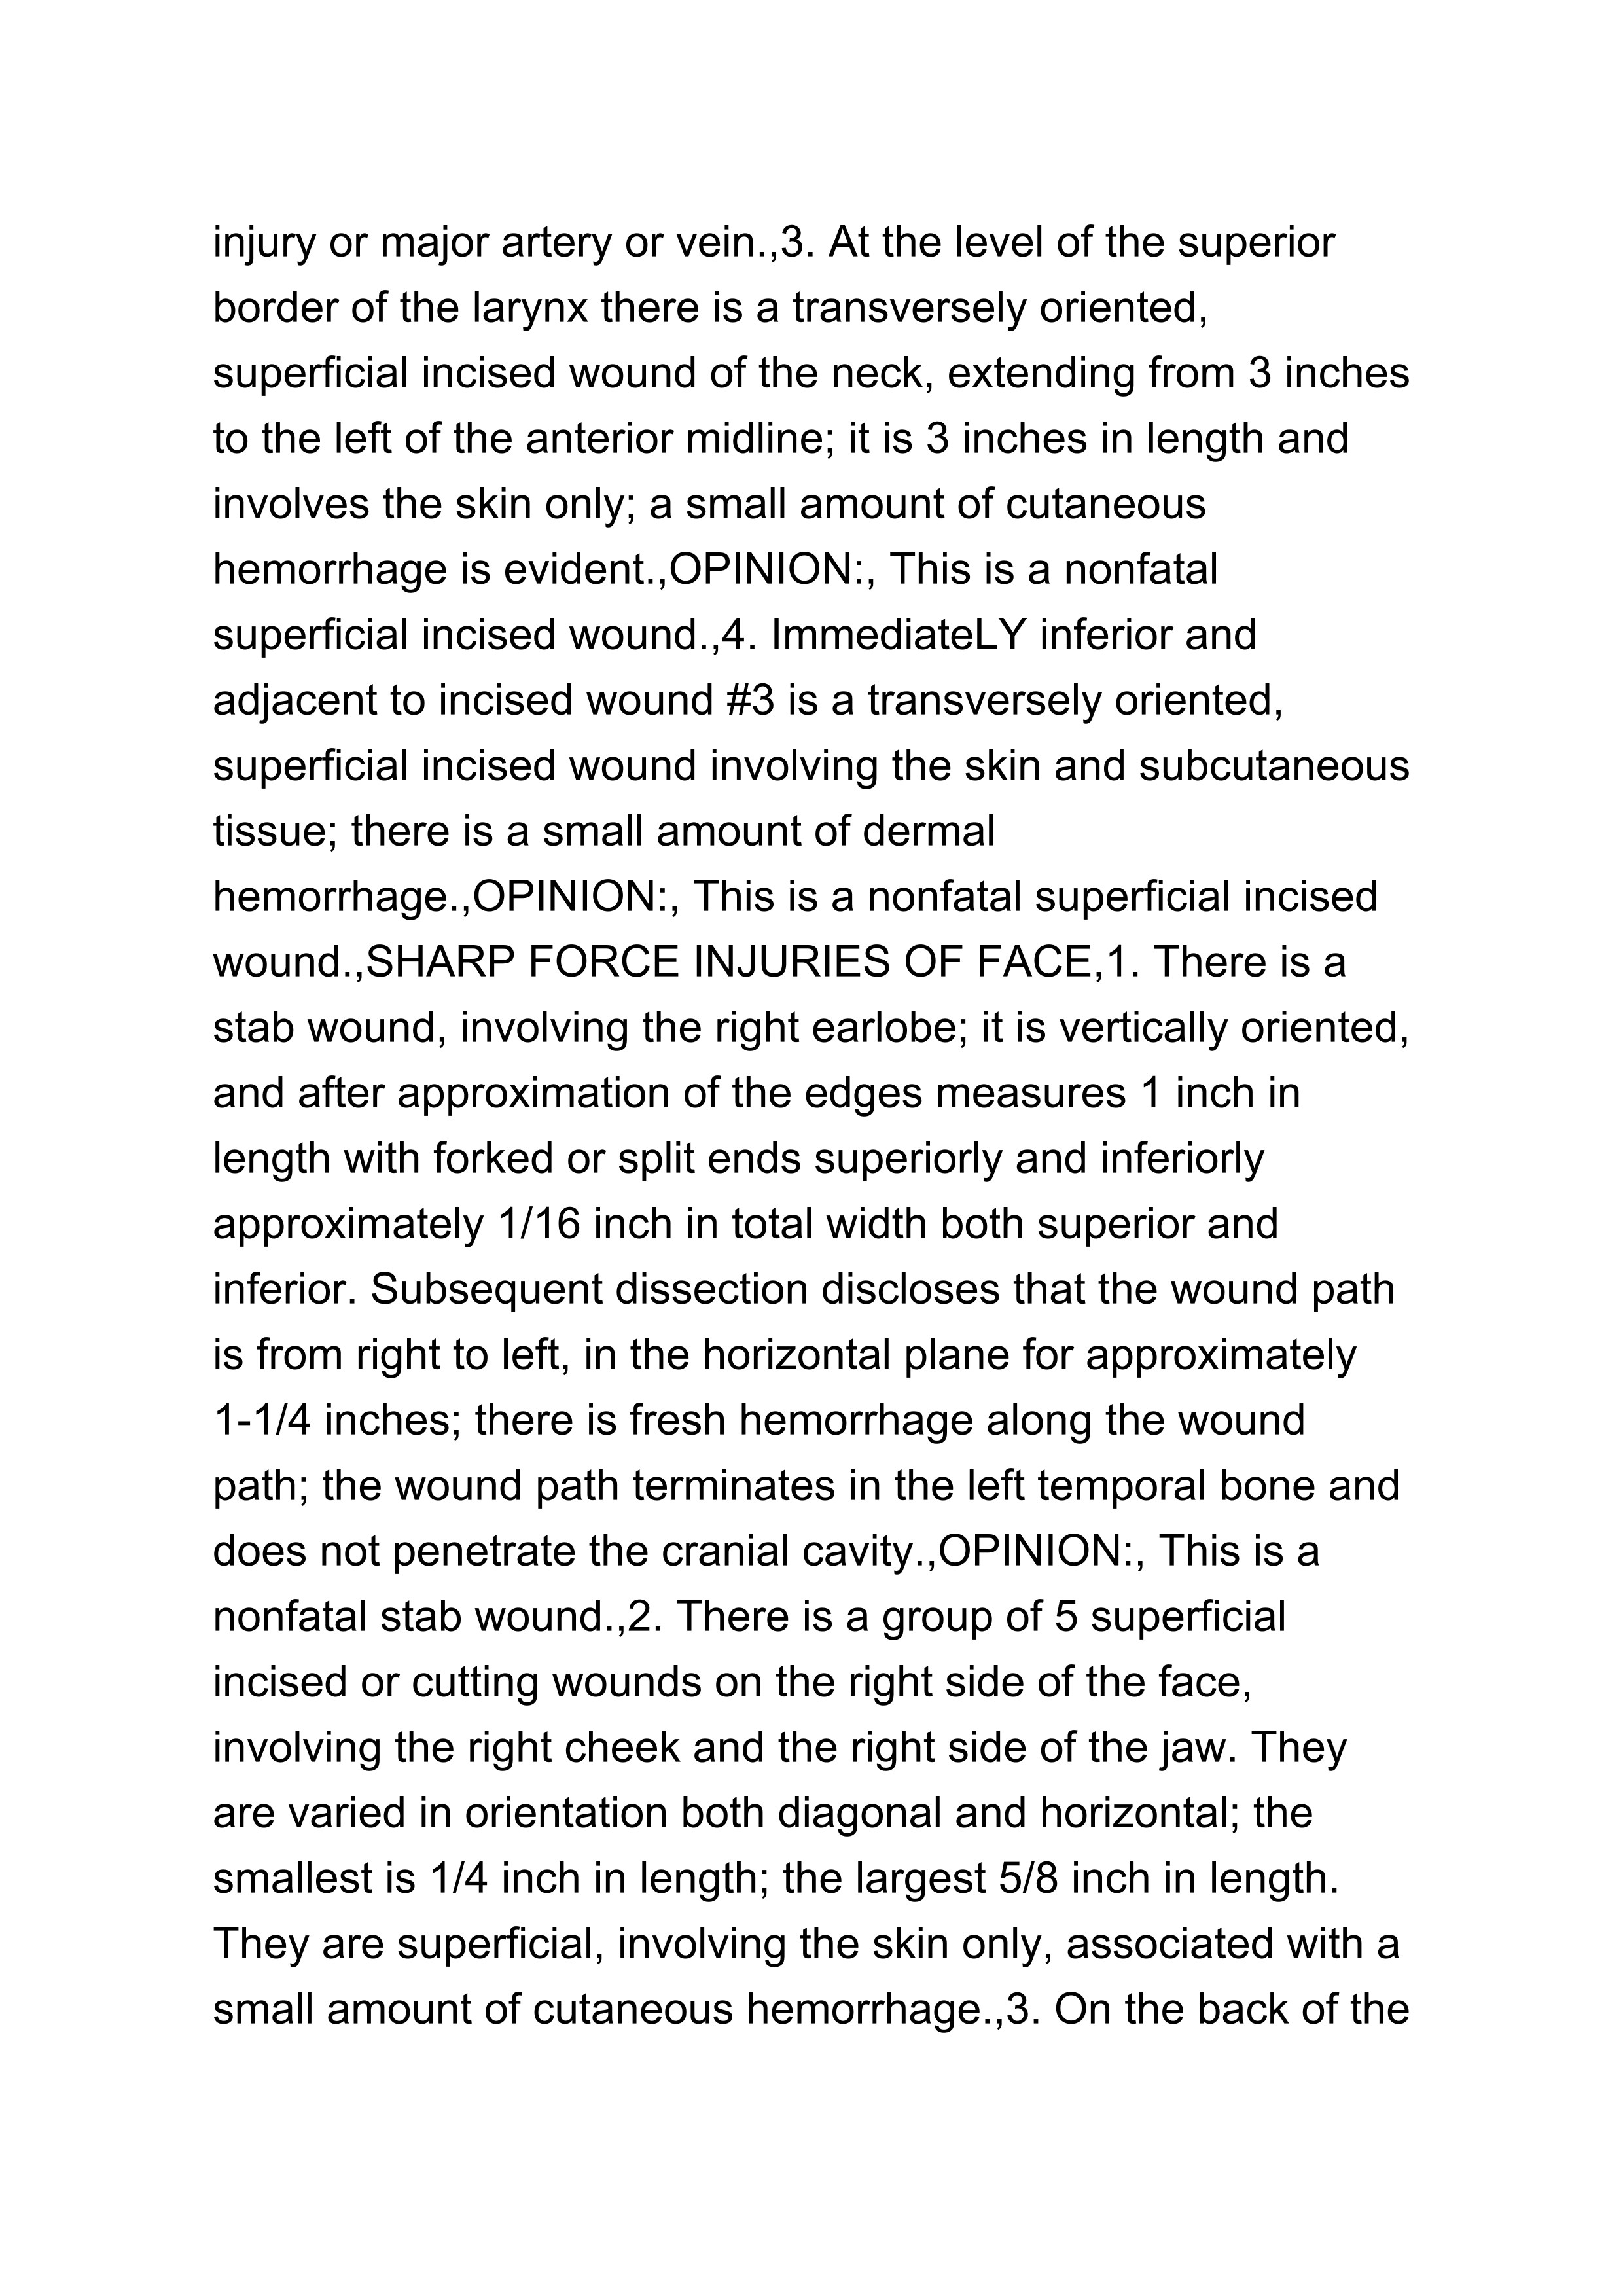 injury or major artery or vein.,3. At the level of the superior
border of the larynx there is a transversely oriented,
superficial incised wound of the neck, extending from 3 inches
to the left of the anterior midline; it is 3 inches in length and
involves the skin only; a small amount of cutaneous
hemorrhage is evident.,OPINION:, This is a nonfatal
superficial incised wound.,4. ImmediateLY inferior and
adjacent to incised wound #3 is a transversely oriented,
superficial incised wound involving the skin and subcutaneous
tissue; there is a small amount of dermal
hemorrhage.,OPINION:, This is a nonfatal superficial incised
wound.,SHARP FORCE INJURIES OF FACE,1. There is a
stab wound, involving the right earlobe; it is vertically oriented,
and after approximation of the edges measures 1 inch in
length with forked or split ends superiorly and inferiorly
approximately 1/16 inch in total width both superior and
inferior. Subsequent dissection discloses that the wound path
is from right to left, in the horizontal plane for approximately
1-1/4 inches; there is fresh hemorrhage along the wound
path; the wound path terminates in the left temporal bone and
does not penetrate the cranial cavity.,OPINION:, This is a
nonfatal stab wound.,2. There is a group of 5 superficial
incised or cutting wounds on the right side of the face,
involving the right cheek and the right side of the jaw. They
are varied in orientation both diagonal and horizontal; the
smallest is 1/4 inch in length; the largest 5/8 inch in length.
They are superficial, involving the skin only, associated with a
small amount of cutaneous hemorrhage.,3. On the back of the